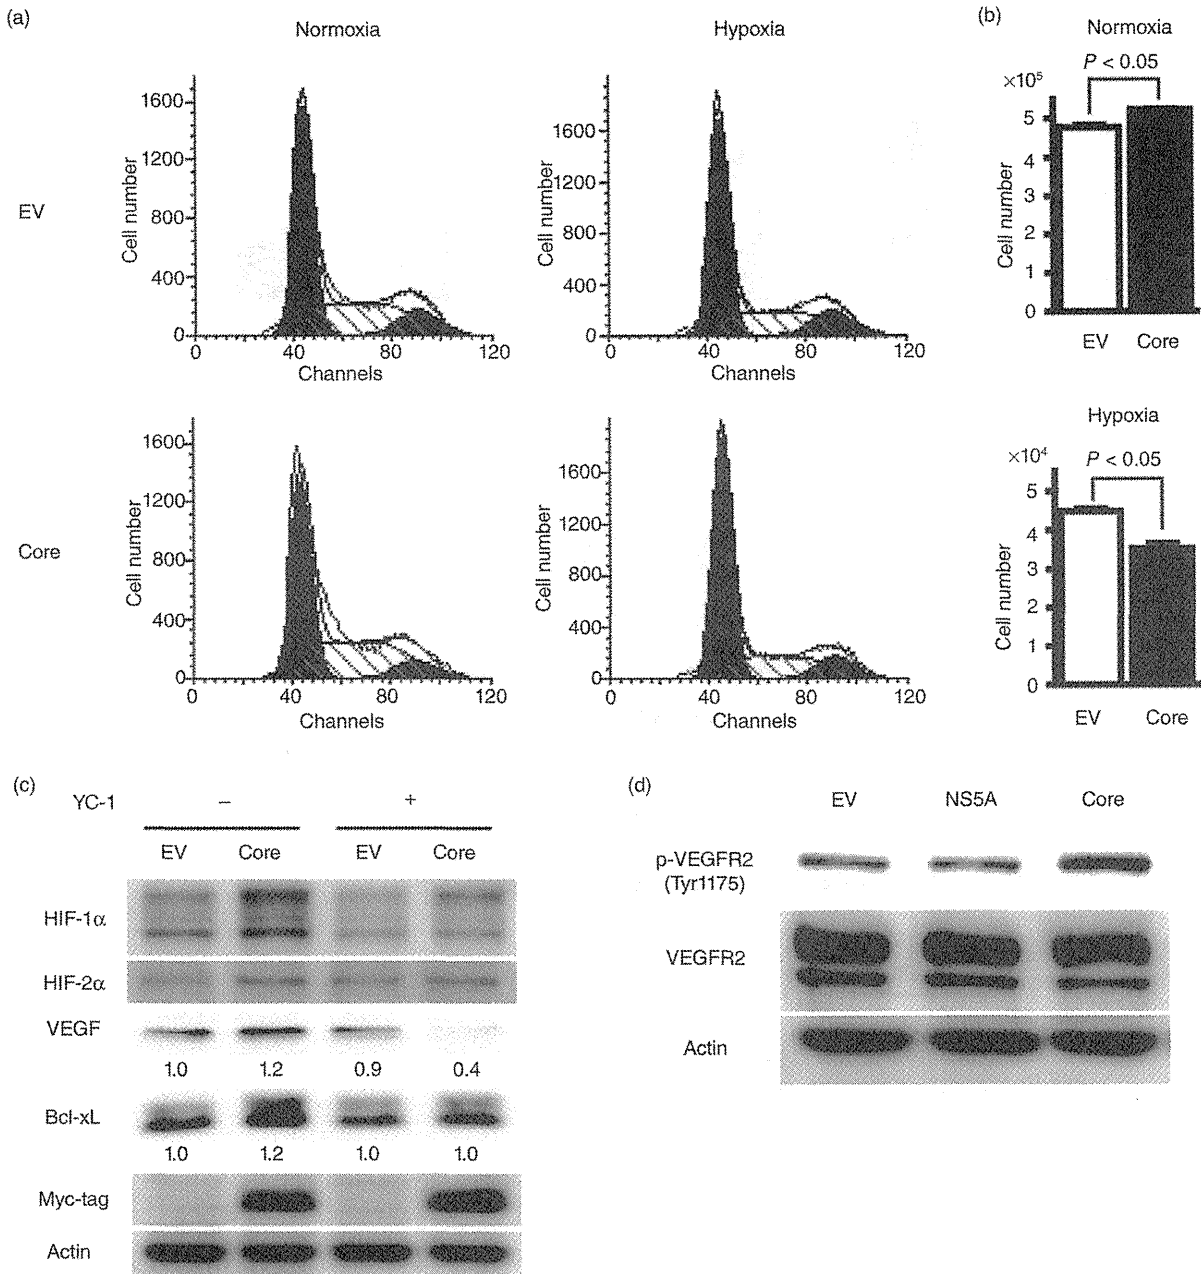 (a)
Normoxia
Hypoxia
EV
Cell number
1600
1200
800
400
0
0 40 80 120
Channels
Cell number
1600
1200
800
400
0
0 40 80 120
Channels
Core
Cell number
1600
1200
800
400
0
0 40 80 120
Channels
Cell number
1600
1200
800
400
0
0 40 80 120
Channels
(b)
Normoxia
P < 0.05
×10⁵
Cell number
5
4
3
2
1
0
EV Core
Hypoxia
P < 0.05
×10⁴
Cell number
5
4
3
2
1
0
EV Core
(c)
YC-1 – +
EV Core EV Core
HIF-1α
HIF-2α
VEGF
1.0 1.2 0.9 0.4
Bcl-xL
1.0 1.2 1.0 1.0
Myc-tag
Actin
(d)
EV NS5A Core
p-VEGFR2
(Tyr1175)
VEGFR2
Actin